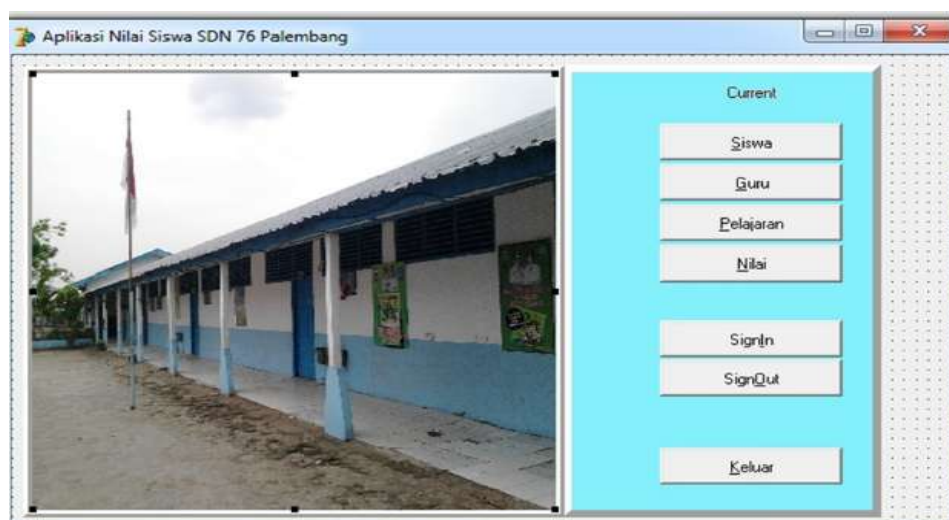 Aplikasi Nilai Siswa SDN 76 Palembang
Current
Siswa
Guru
Pelajaran
Nilai
SignIn
SignOut
Keluar